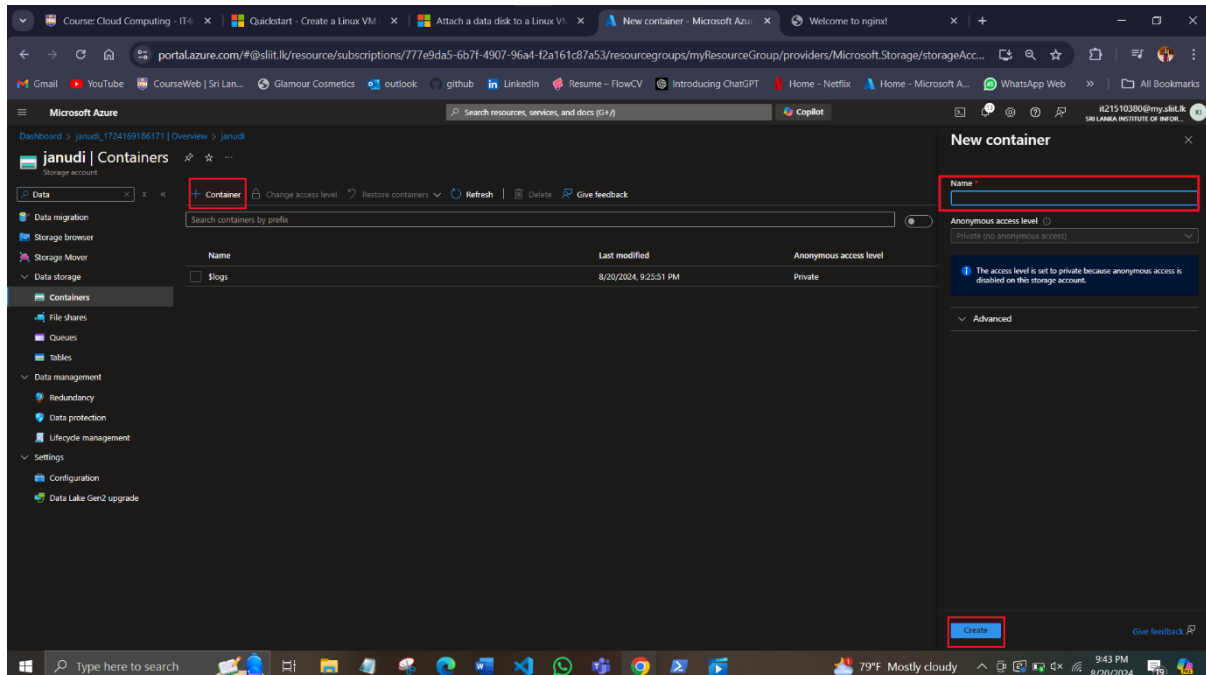 Course: Cloud Computing - IT4
Quickstart - Create a Linux VM
Attach a data disk to a Linux VM
New container - Microsoft Azu
Welcome to nginx!
portal.azure.com/#@sliit.lk/resource/subscriptions/777e9da5-6b7f-4907-96a4-f2a161c87a53/resourcegroups/myResourceGroup/providers/Microsoft.Storage/storageAcc...
Gmail YouTube CourseWeb | Sri Lan... Glamour Cosmetics outlook github LinkedIn Resume – FlowCV Introducing ChatGPT Home - Netflix Home - Microsoft A... WhatsApp Web » All Bookmarks
Microsoft Azure
Search resources, services, and docs (G+/)
Copilot
it21510380@my.sliit.lk
SRI LANKA INSTITUTE OF INFOR...
KI
Dashboard > janudi_1724169186171 | Overview > janudi
janudi | Containers
Storage account
Data
Data migration
Storage browser
Storage Mover
Data storage
Containers
File shares
Queues
Tables
Data management
Redundancy
Data protection
Lifecycle management
Settings
Configuration
Data Lake Gen2 upgrade
+ Container Change access level Restore containers Refresh Delete Give feedback
Search containers by prefix
Name Last modified Anonymous access level
$logs 8/20/2024, 9:25:51 PM Private
New container
Name *
Anonymous access level
Private (no anonymous access)
The access level is set to private because anonymous access is
disabled on this storage account.
Advanced
Create
Give feedback
Type here to search
79°F Mostly cloudy
9:43 PM
8/20/2024
19